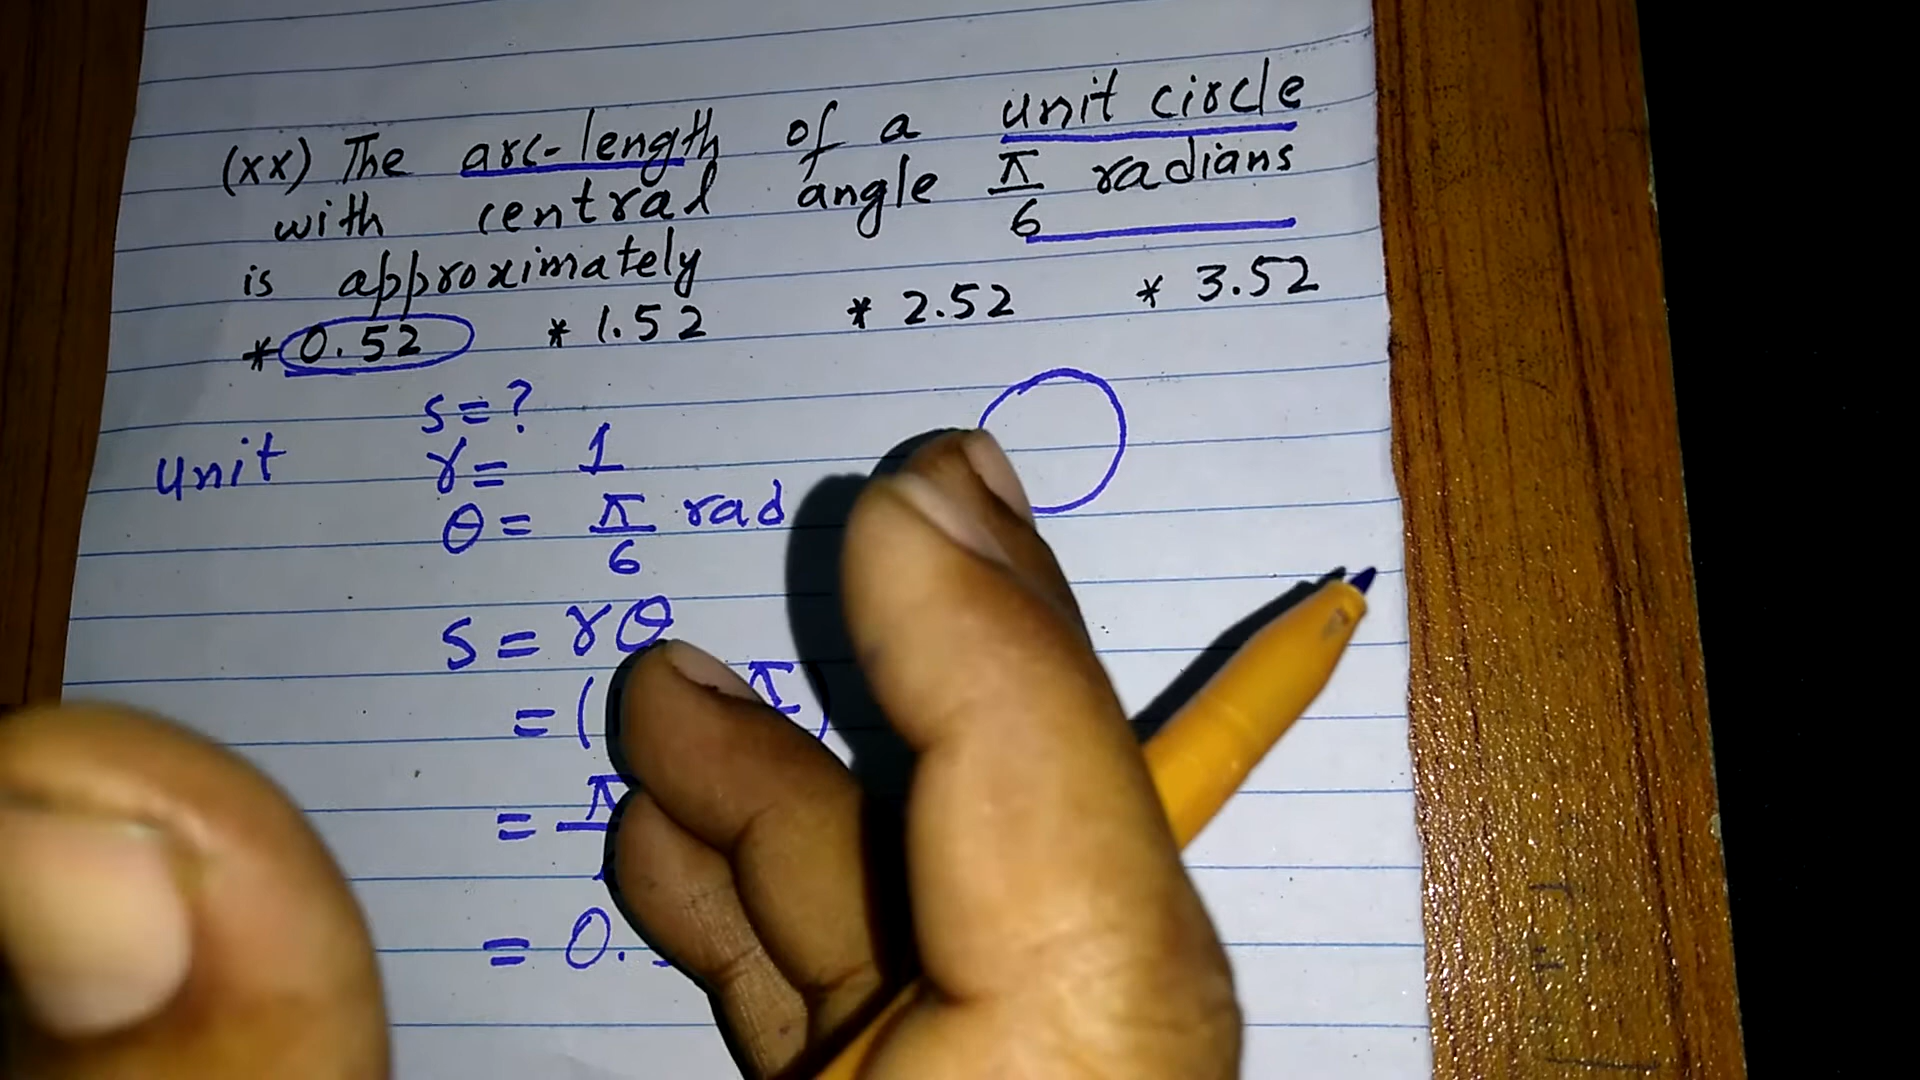 (xx) The arc-length of a unit circle
with central angle π/6 radians
is approximately
* 0.52 * 1.52 * 2.52 * 3.52
s = ?
unit r = 1
θ = π/6 rad
s = rθ
= ( π )
= π
= 0.